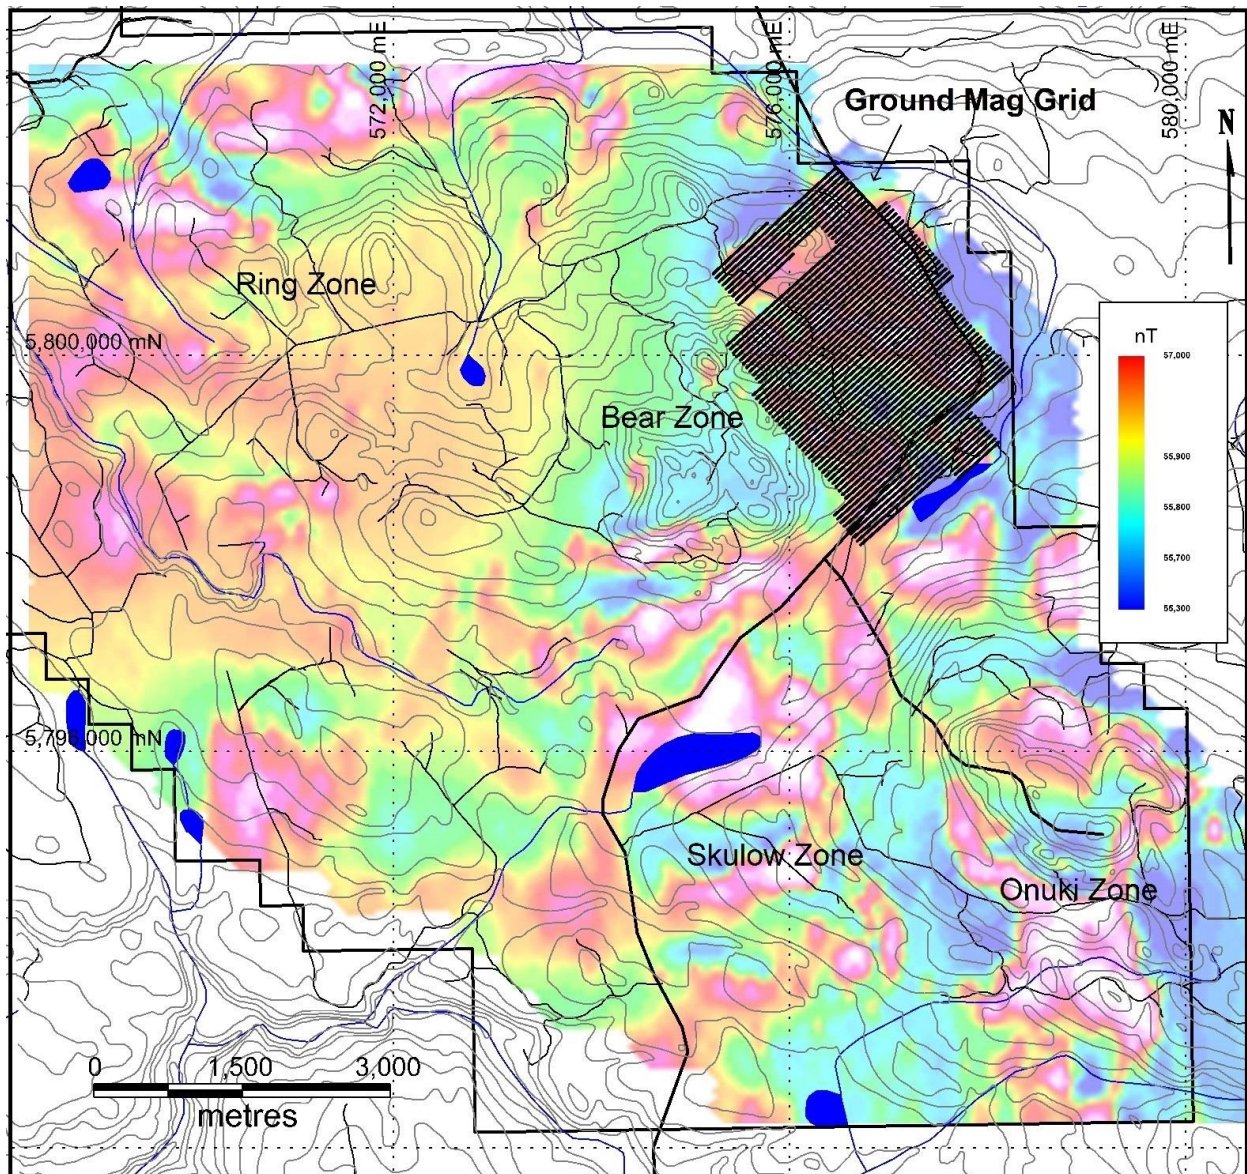 572,000 mE
576,000 mE
580,000 mE
Ground Mag Grid
N
Ring Zone
5,800,000 mN
nT
57,000
55,900
55,800
55,700
55,300
Bear Zone
5,796,000 mN
Skulow Zone
Onuki Zone
0 1,500 3,000
metres